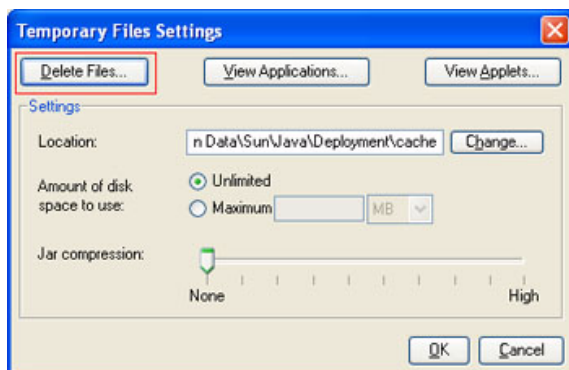 Temporary Files Settings
Delete Files... View Applications... View Applets...
Settings
Location: n Data\Sun\Java\Deployment\cache Change...
Amount of disk space to use:
Unlimited
Maximum MB
Jar compression:
None High
OK Cancel